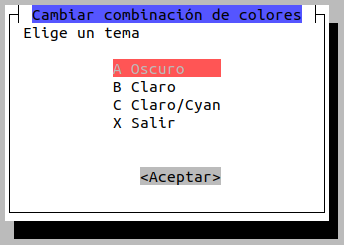 Cambiar combinación de colores
Elige un tema
A Oscuro
B Claro
C Claro/Cyan
X Salir
<Aceptar>